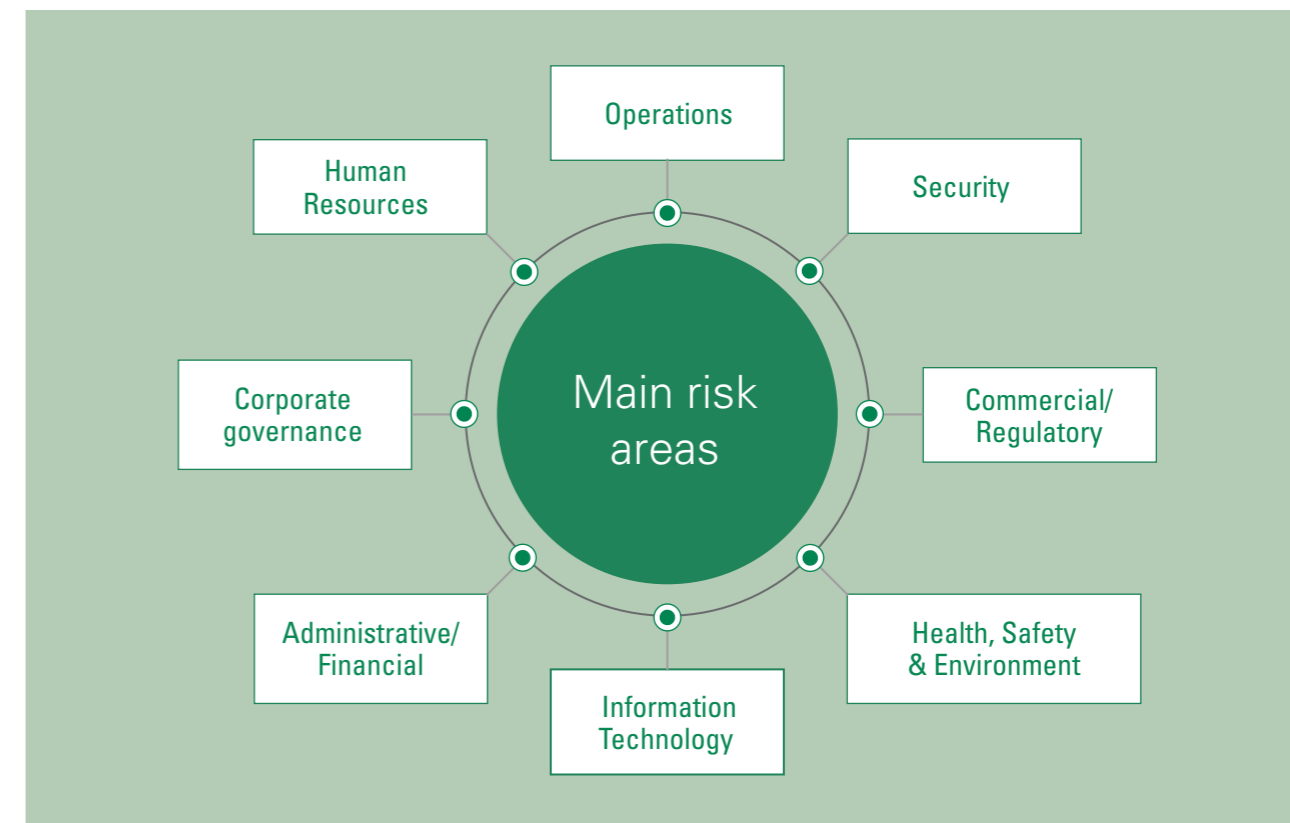 Operations
Human
Resources
Security
Main risk
areas
Corporate
governance
Commercial/
Regulatory
Administrative/
Financial
Health, Safety
& Environment
Information
Technology